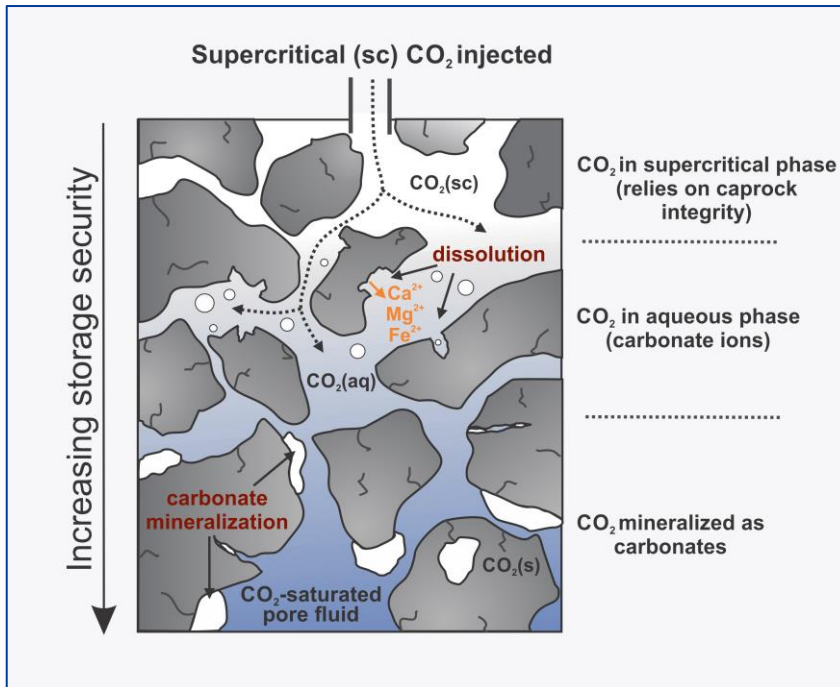 Supercritical (sc) CO₂ injected
Increasing storage security
CO₂(sc)
CO₂ in supercritical phase
(relies on caprock
integrity)
dissolution
Ca²⁺
Mg²⁺
Fe²⁺
CO₂ in aqueous phase
(carbonate ions)
CO₂(aq)
carbonate
mineralization
CO₂ mineralized as
carbonates
CO₂(s)
CO₂-saturated
pore fluid